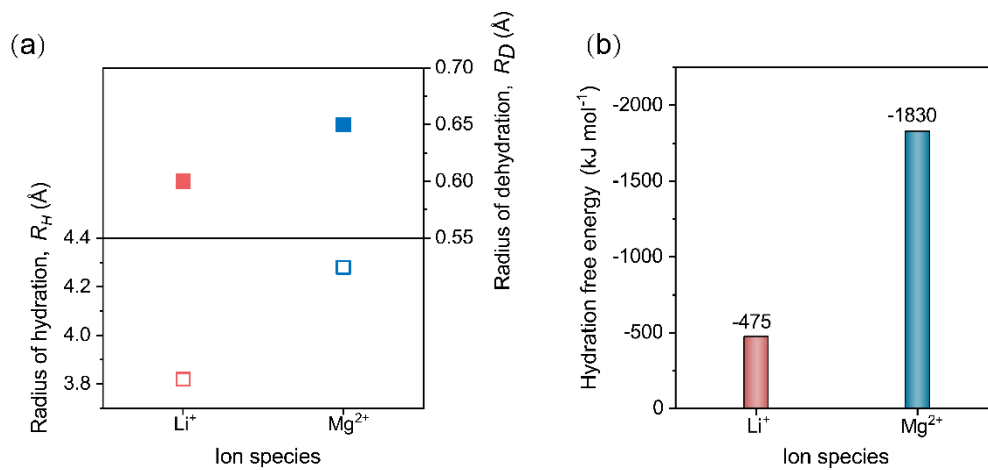 (a)
Radius of hydration, R_H (Å)
4.4
4.2
4.0
3.8
0.70
0.65
0.60
0.55
Radius of dehydration, RD (Å)
Li⁺
Mg²⁺
Ion species
(b)
Hydration free energy (kJ mol⁻¹)
-2000
-1500
-1000
-500
0
-475
-1830
Li⁺
Mg²⁺
Ion species